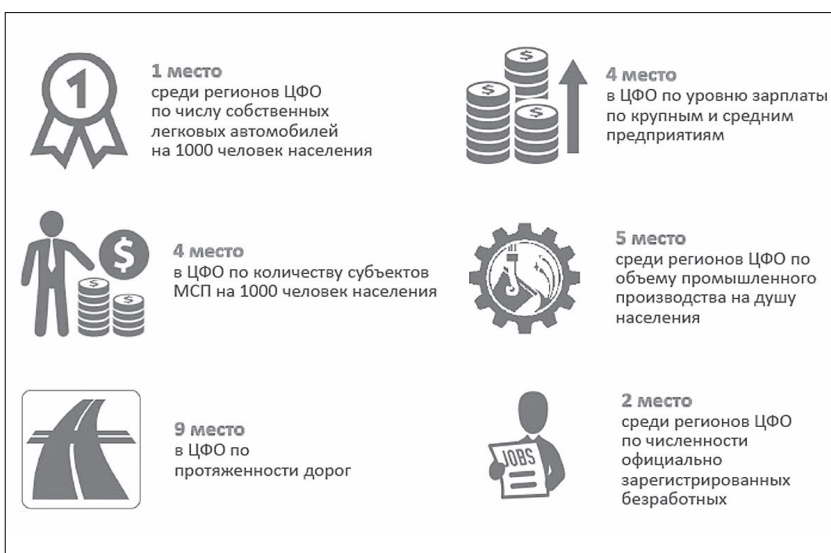 1
1 место
среди регионов ЦФО
по числу собственных
легковых автомобилей
на 1000 человек населения
$
$
$
4 место
в ЦФО по уровню зарплаты
по крупным и средним
предприятиям
$
$
$
4 место
в ЦФО по количеству субъектов
МСП на 1000 человек населения
5 место
среди регионов ЦФО по
объему промышленного
производства на душу
населения
9 место
в ЦФО по
протяженности дорог
JOBS
2 место
среди регионов ЦФО
по численности
официально
зарегистрированных
безработных